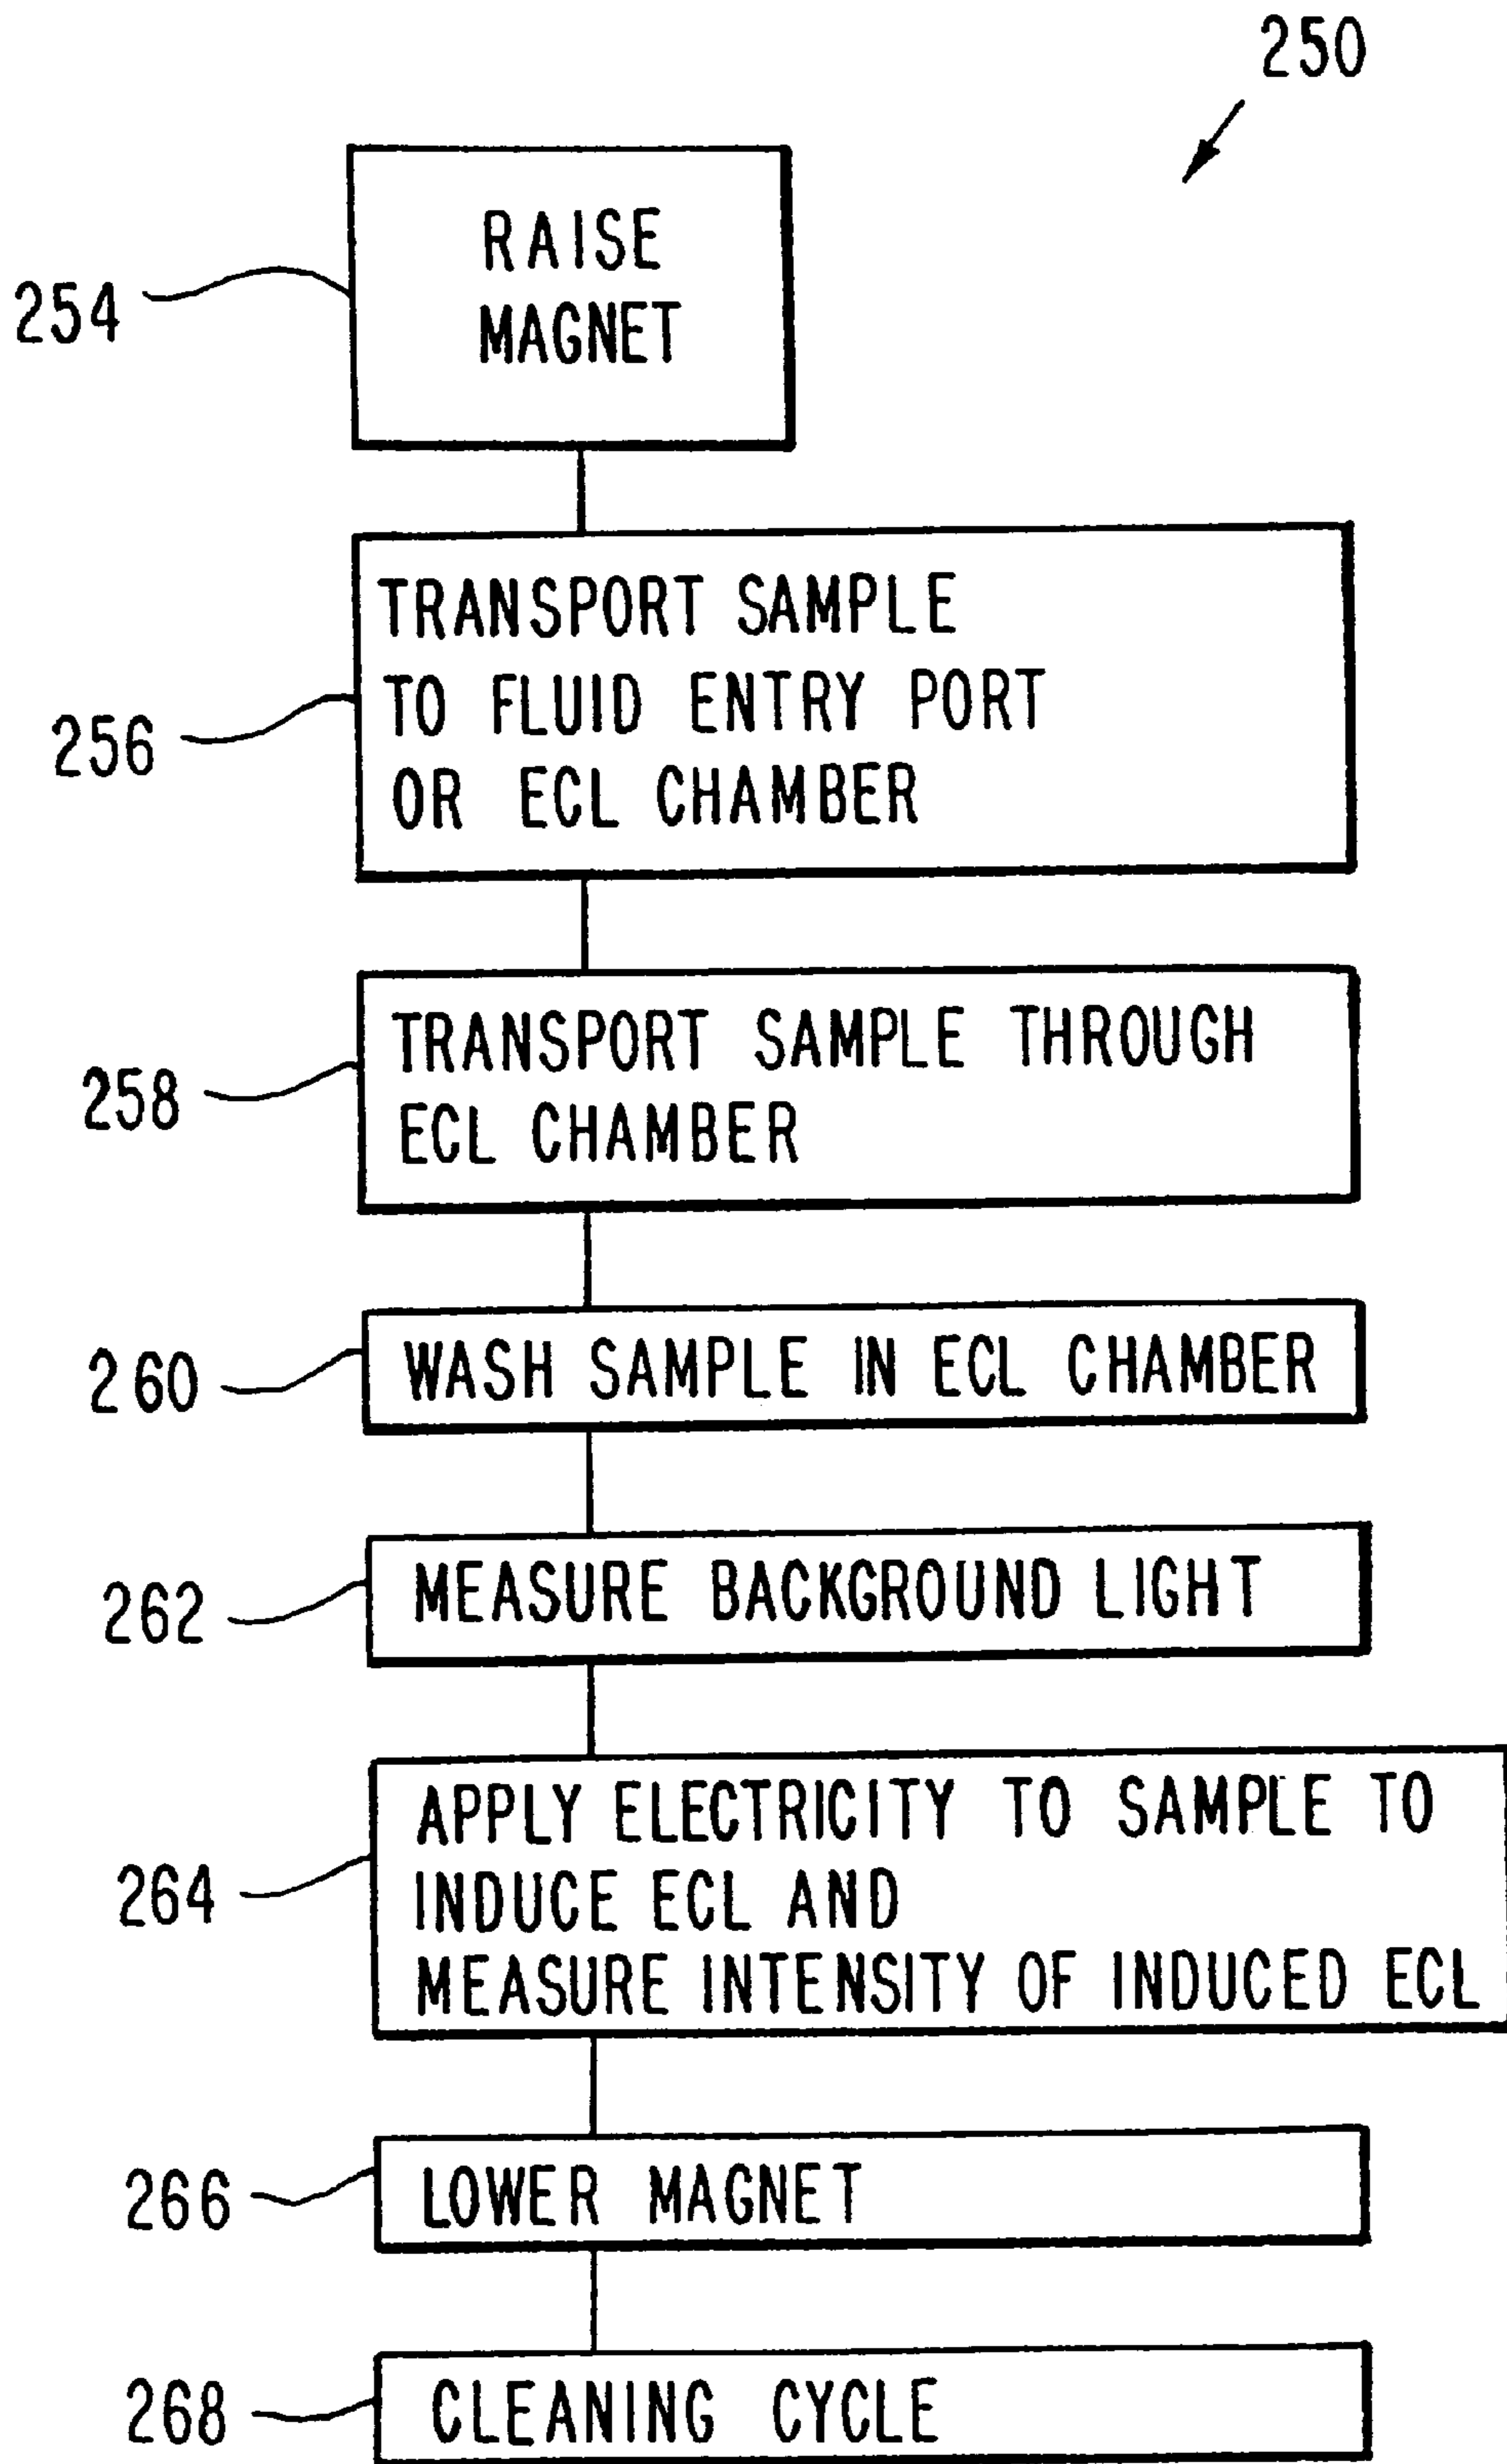 250
RAISE
MAGNET
254
TRANSPORT SAMPLE
TO FLUID ENTRY PORT
OR ECL CHAMBER
256
TRANSPORT SAMPLE THROUGH
ECL CHAMBER
258
WASH SAMPLE IN ECL CHAMBER
260
MEASURE BACKGROUND LIGHT
262
APPLY ELECTRICITY TO SAMPLE TO
INDUCE ECL AND
MEASURE INTENSITY OF INDUCED ECL
264
LOWER MAGNET
266
CLEANING CYCLE
268